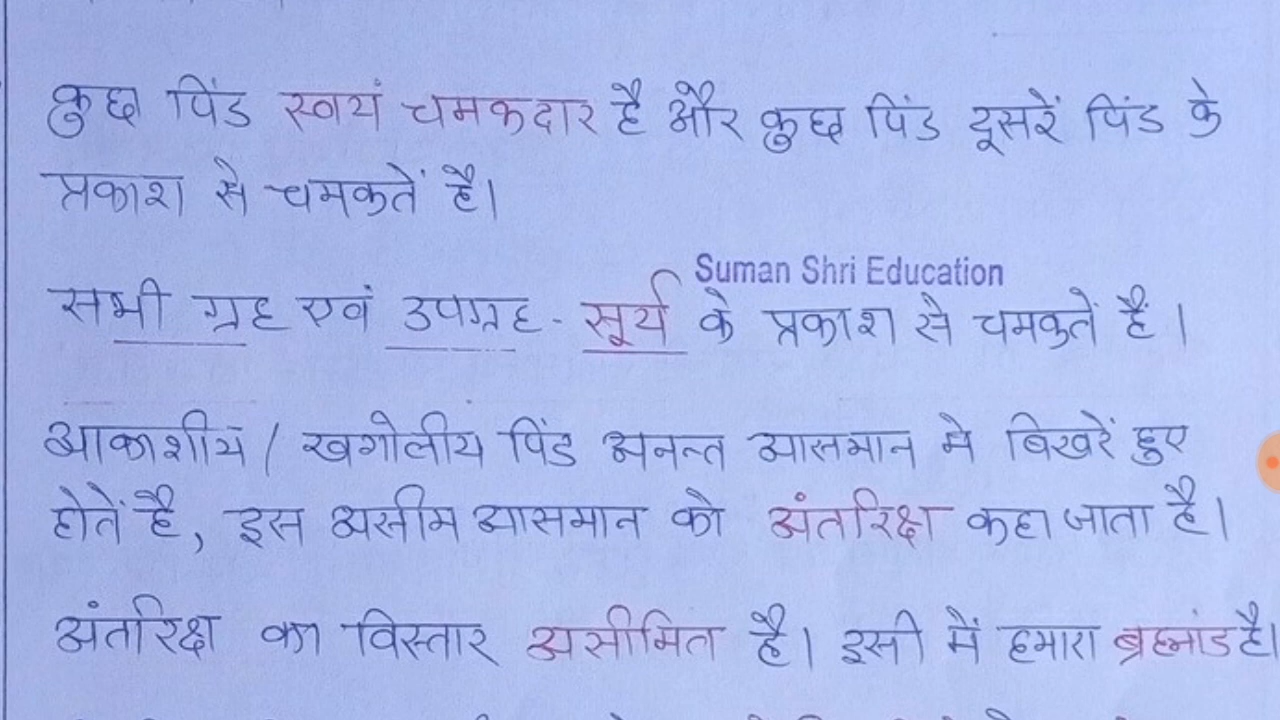 कुछ पिंड स्वयं चमकदार है और कुछ पिंड दूसरें पिंड के
प्रकाश से चमकतें है।
Suman Shri Education
सभी ग्रह एवं उपग्रह - सूर्य के प्रकाश से चमकतें हैं।
आकाशीय / खगोलीय पिंड अनन्त आसमान मे बिखरें हुए
होतें है, इस असीम आसमान को अंतरिक्ष कहा जाता है।
अंतरिक्ष का विस्तार असीमित है। इसी में हमारा ब्रह्मांड है।